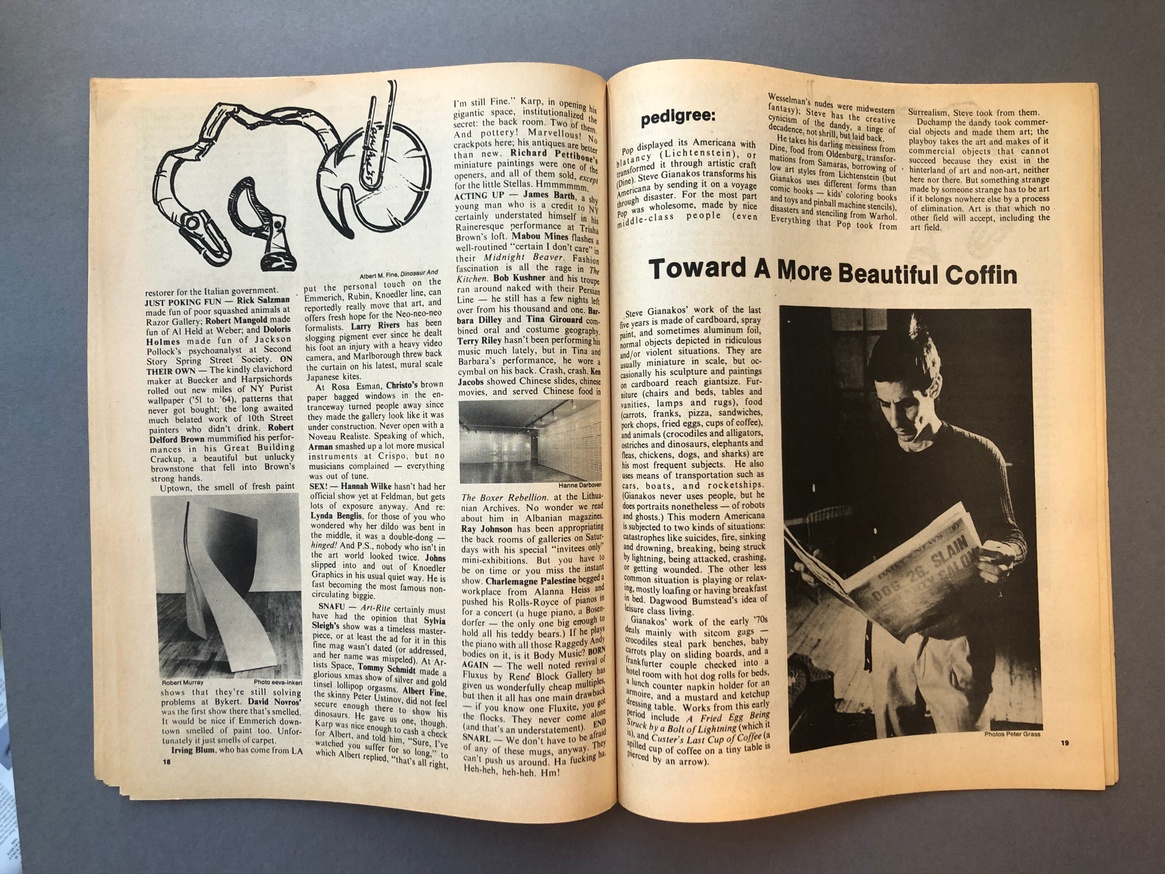 Albert M. Fine, Dinosaur And
restorer for the Italian government.
JUST POKING FUN — Rick Salzman
made fun of poor squashed animals at
Razor Gallery; Robert Mangold made
fun of Al Held at Weber; and Doloris
Holmes made fun of Jackson
Pollock's psychoanalyst at Second
Story Spring Street Society. ON
THEIR OWN — The kindly clavichord
maker at Buecker and Harpsichords
rolled out new miles of NY Purist
wallpaper ('51 to '64), patterns that
never got bought; the long awaited
much belated work of 10th Street
painters who didn't drink. Robert
Delford Brown mummified his perfor-
mances in his Great Building
Crackup, a beautiful but unlucky
brownstone that fell into Brown's
strong hands.
Uptown, the smell of fresh paint
Robert Murray
Photo eeva-inkeri
shows that they're still solving
problems at Bykert. David Novros'
was the first show there that's smelled.
It would be nice if Emmerich down-
town smelled of paint too. Unfor-
tunately it just smells of carpet.
Irving Blum, who has come from LA
18
put the personal touch on the
Emmerich, Rubin, Knoedler line, can
reportedly really move that art, and
offers fresh hope for the Neo-neo-neo
formalists. Larry Rivers has been
slogging pigment ever since he dealt
his foot an injury with a heavy video
camera, and Marlborough threw back
the curtain on his latest, mural scale
Japanese kites.
At Rosa Esman, Christo's brown
paper bagged windows in the en-
tranceway turned people away since
they made the gallery look like it was
under construction. Never open with a
Noveau Realiste. Speaking of which,
Arman smashed up a lot more musical
instruments at Crispo, but no
musicians complained — everything
was out of tune.
SEX! — Hannah Wilke hasn't had her
official show yet at Feldman, but gets
lots of exposure anyway. And re:
Lynda Benglis, for those of you who
wondered why her dildo was bent in
the middle, it was a double-dong —
hinged! And P.S., nobody who isn't in
the art world looked twice. Johns
slipped into and out of Knoedler
Graphics in his usual quiet way. He is
fast becoming the most famous non-
circulating biggie.
SNAFU — Art-Rite certainly must
have had the opinion that Sylvia
Sleigh's show was a timeless master-
piece, or at least the ad for it in this
fine mag wasn't dated (or addressed,
and her name was mispeled). At Ar-
tists Space, Tommy Schmidt made a
glorious xmas show of silver and gold
tinsel lollipop orgasms. Albert Fine,
the skinny Peter Ustinov, did not feel
secure enough there to show his
dinosaurs. He gave us one, though.
Karp was nice enough to cash a check
for Albert, and told him, "Sure, I've
watched you suffer for so long," to
which Albert replied, "that's all right,
I'm still Fine." Karp, in opening his
gigantic space, institutionalized the
secret: the back room. Two of them.
And pottery! Marvellous! No
crackpots here; his antiques are better
than new. Richard Pettibone's
miniature paintings were one of the
openers, and all of them sold, except
for the little Stellas. Hmmmmmm.
ACTING UP — James Barth, a shy
young man who is a credit to NY
certainly understated himself in his
Raineresque performance at Trisha
Brown's loft. Mabou Mines flashes a
well-routined "certain I don't care" in
their Midnight Beaver. Fashion
fascination is all the rage in The
Kitchen. Bob Kushner and his troupe
ran around naked with their Persian
Line — he still has a few nights left
over from his thousand and one. Bar-
bara Dilley and Tina Girouard com-
bined oral and costume geography.
Terry Riley hasn't been performing his
music much lately, but in Tina and
Barbara's performance, he wore a
cymbal on his back. Crash, crash. Ken
Jacobs showed Chinese slides, chinese
movies, and served Chinese food in
Hanne Darboven
The Boxer Rebellion. at the Lithua-
nian Archives. No wonder we read
about him in Albanian magazines.
Ray Johnson has been appropriating
the back rooms of galleries on Satur-
days with his special "invitees only"
mini-exhibitions. But you have to
be on time or you miss the instant
show. Charlemagne Palestine begged a
workplace from Alanna Heiss and
pushed his Rolls-Royce of pianos in
for a concert (a huge piano, a Bosen-
dorfer — the only one big enough to
hold all his teddy bears.) If he plays
the piano with all those Raggedy Andy
bodies on it, is it Body Music? BORN
AGAIN — The well noted revival of
Fluxus by René Block Gallery has
given us wonderfully cheap multiples,
but then it all has one main drawback
— if you know one Fluxite, you got
the flocks. They never come alone
(and that's an understatement). END
SNARL — We don't have to be afraid
of any of these mugs, anyway. They
can't push us around. Ha fucking ha.
Heh-heh, heh-heh. Hm!
pedigree:
Pop displayed its Americana with
blatancy (Lichtenstein), or
transformed it through artistic craft
(Dine). Steve Gianakos transforms his
Americana by sending it on a voyage
through disaster. For the most part
Pop was wholesome, made by nice
middle-class people (even
Wesselman's nudes were midwestern
fantasy); Steve has the creative
cynicism of the dandy, a tinge of
decadence, not shrill, but laid back.
He takes his darling messiness from
Dine, food from Oldenburg, transfor-
mations from Samaras, borrowing of
low art styles from Lichtenstein (but
Gianakos uses different forms than
comic books — kids' coloring books
and toys and pinball machine stencils),
disasters and stenciling from Warhol.
Everything that Pop took from
Surrealism, Steve took from them.
Duchamp the dandy took commer-
cial objects and made them art; the
playboy takes the art and makes of it
commercial objects that cannot
succeed because they exist in the
hinterland of art and non-art, neither
here nor there. But something strange
made by someone strange has to be art
if it belongs nowhere else by a process
of elimination. Art is that which no
other field will accept, including the
art field.
Toward A More Beautiful Coffin
Steve Gianakos' work of the last
five years is made of cardboard, spray
paint, and sometimes aluminum foil,
normal objects depicted in ridiculous
and/or violent situations. They are
usually miniature in scale, but oc-
casionally his sculpture and paintings
on cardboard reach giantsize. Fur-
niture (chairs and beds, tables and
vanities, lamps and rugs), food
(carrots, franks, pizza, sandwiches,
pork chops, fried eggs, cups of coffee),
and animals (crocodiles and alligators,
ostriches and dinosaurs, elephants and
fleas, chickens, dogs, and sharks) are
his most frequent subjects. He also
uses means of transportation such as
cars, boats, and rocketships.
(Gianakos never uses people, but he
does portraits nonetheless — of robots
and ghosts.) This modern Americana
is subjected to two kinds of situations:
catastrophes like suicides, fire, sinking
and drowning, breaking, being struck
by lightning, being attacked, crashing,
or getting wounded. The other less
common situation is playing or relax-
ing, mostly loafing or having breakfast
in bed. Dagwood Bumstead's idea of
leisure class living.
Gianakos' work of the early '70s
deals mainly with sitcom gags —
crocodiles steal park benches, baby
carrots play on sliding boards, and a
frankfurter couple checked into a
hotel room with hot dog rolls for beds,
a lunch counter napkin holder for an
armoire, and a mustard and ketchup
dressing table. Works from this early
period include A Fried Egg Being
Struck by a Bolt of Lightning (which it
is), and Custer's Last Cup of Coffee (a
spilled cup of coffee on a tiny table is
pierced by an arrow).
SLAIN
Photos Peter Grass
19